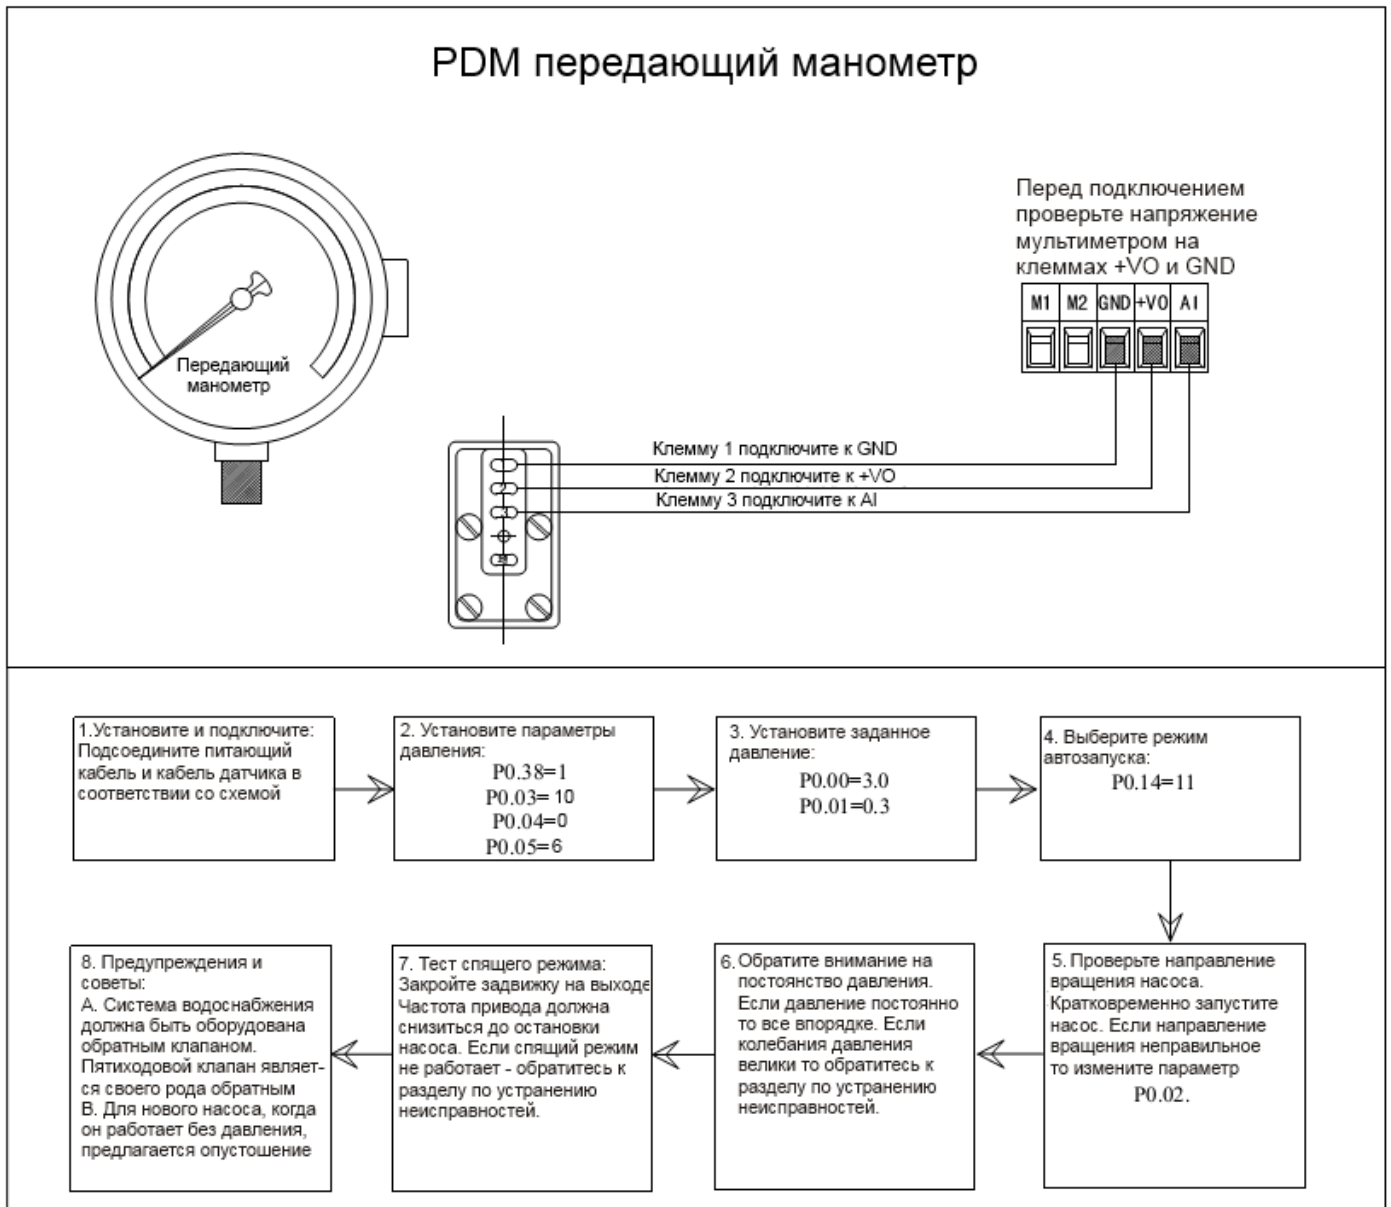 PDM передающий манометр
Передающий
манометр
Перед подключением
проверьте напряжение
мультиметром на
клеммах +VO и GND
M1 M2 GND +VO AI
Клемму 1 подключите к GND
Клемму 2 подключите к +VO
Клемму 3 подключите к AI
2
3
1.Установите и подключите:
Подсоедините питающий
кабель и кабель датчика в
соответствии со схемой
2. Установите параметры
давления:
P0.38=1
P0.03= 10
P0.04=0
P0.05=6
3. Установите заданное
давление:
P0.00=3.0
P0.01=0.3
4. Выберите режим
автозапуска:
P0.14=11
5. Проверьте направление
вращения насоса.
Кратковременно запустите
насос. Если направление
вращения неправильное
то измените параметр
P0.02.
6. Обратите внимание на
постоянство давления.
Если давление постоянно
то все впорядке. Если
колебания давления
велики то обратитесь к
разделу по устранению
неисправностей.
7. Тест спящего режима:
Закройте задвижку на выходе
Частота привода должна
снизиться до остановки
насоса. Если спящий режим
не работает - обратитесь к
разделу по устранению
неисправностей.
8. Предупреждения и
советы:
A. Система водоснабжения
должна быть оборудована
обратным клапаном.
Пятиходовой клапан являет-
ся своего рода обратным
B. Для нового насоса, когда
он работает без давления,
предлагается опустошение